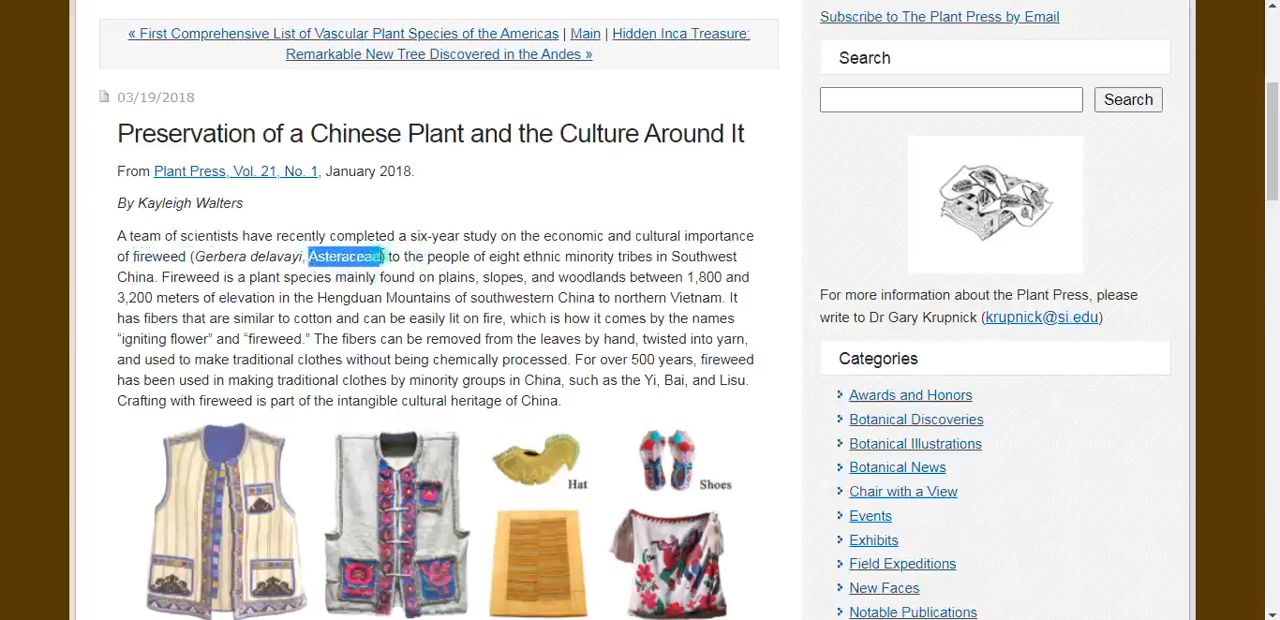 « First Comprehensive List of Vascular Plant Species of the Americas | Main | Hidden Inca Treasure:
Remarkable New Tree Discovered in the Andes »
03/19/2018
Preservation of a Chinese Plant and the Culture Around It
From Plant Press, Vol. 21, No. 1, January 2018.
By Kayleigh Walters
A team of scientists have recently completed a six-year study on the economic and cultural importance
of fireweed (Gerbera delavayi, Asteraceae) to the people of eight ethnic minority tribes in Southwest
China. Fireweed is a plant species mainly found on plains, slopes, and woodlands between 1,800 and
3,200 meters of elevation in the Hengduan Mountains of southwestern China to northern Vietnam. It
has fibers that are similar to cotton and can be easily lit on fire, which is how it comes by the names
“igniting flower” and “fireweed.” The fibers can be removed from the leaves by hand, twisted into yarn,
and used to make traditional clothes without being chemically processed. For over 500 years, fireweed
has been used in making traditional clothes by minority groups in China, such as the Yi, Bai, and Lisu.
Crafting with fireweed is part of the intangible cultural heritage of China.
Hat
Shoes
Subscribe to The Plant Press by Email
Search
Search
For more information about the Plant Press, please
write to Dr Gary Krupnick (krupnick@si.edu)
Categories
Awards and Honors
Botanical Discoveries
Botanical Illustrations
Botanical News
Chair with a View
Events
Exhibits
Field Expeditions
New Faces
Notable Publications